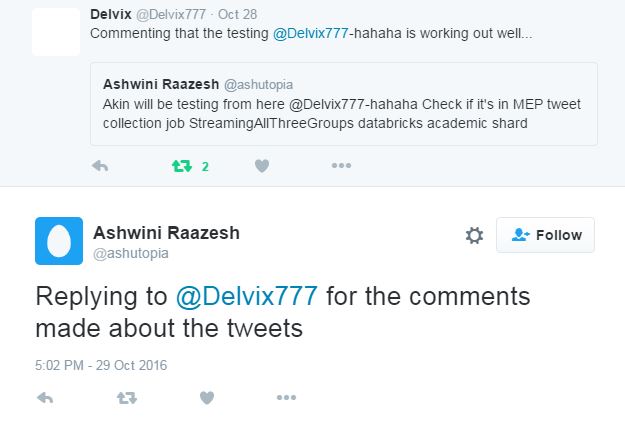 Delvix @Delvix777 · Oct 28
Commenting that the testing @Delvix777-hahaha is working out well...
Ashwini Raazesh @ashutopia
Akin will be testing from here @Delvix777-hahaha Check if it's in MEP tweet
collection job StreamingAllThreeGroups databricks academic shard
2
Ashwini Raazesh
@ashutopia
Follow
Replying to @Delvix777 for the comments
made about the tweets
5:02 PM - 29 Oct 2016